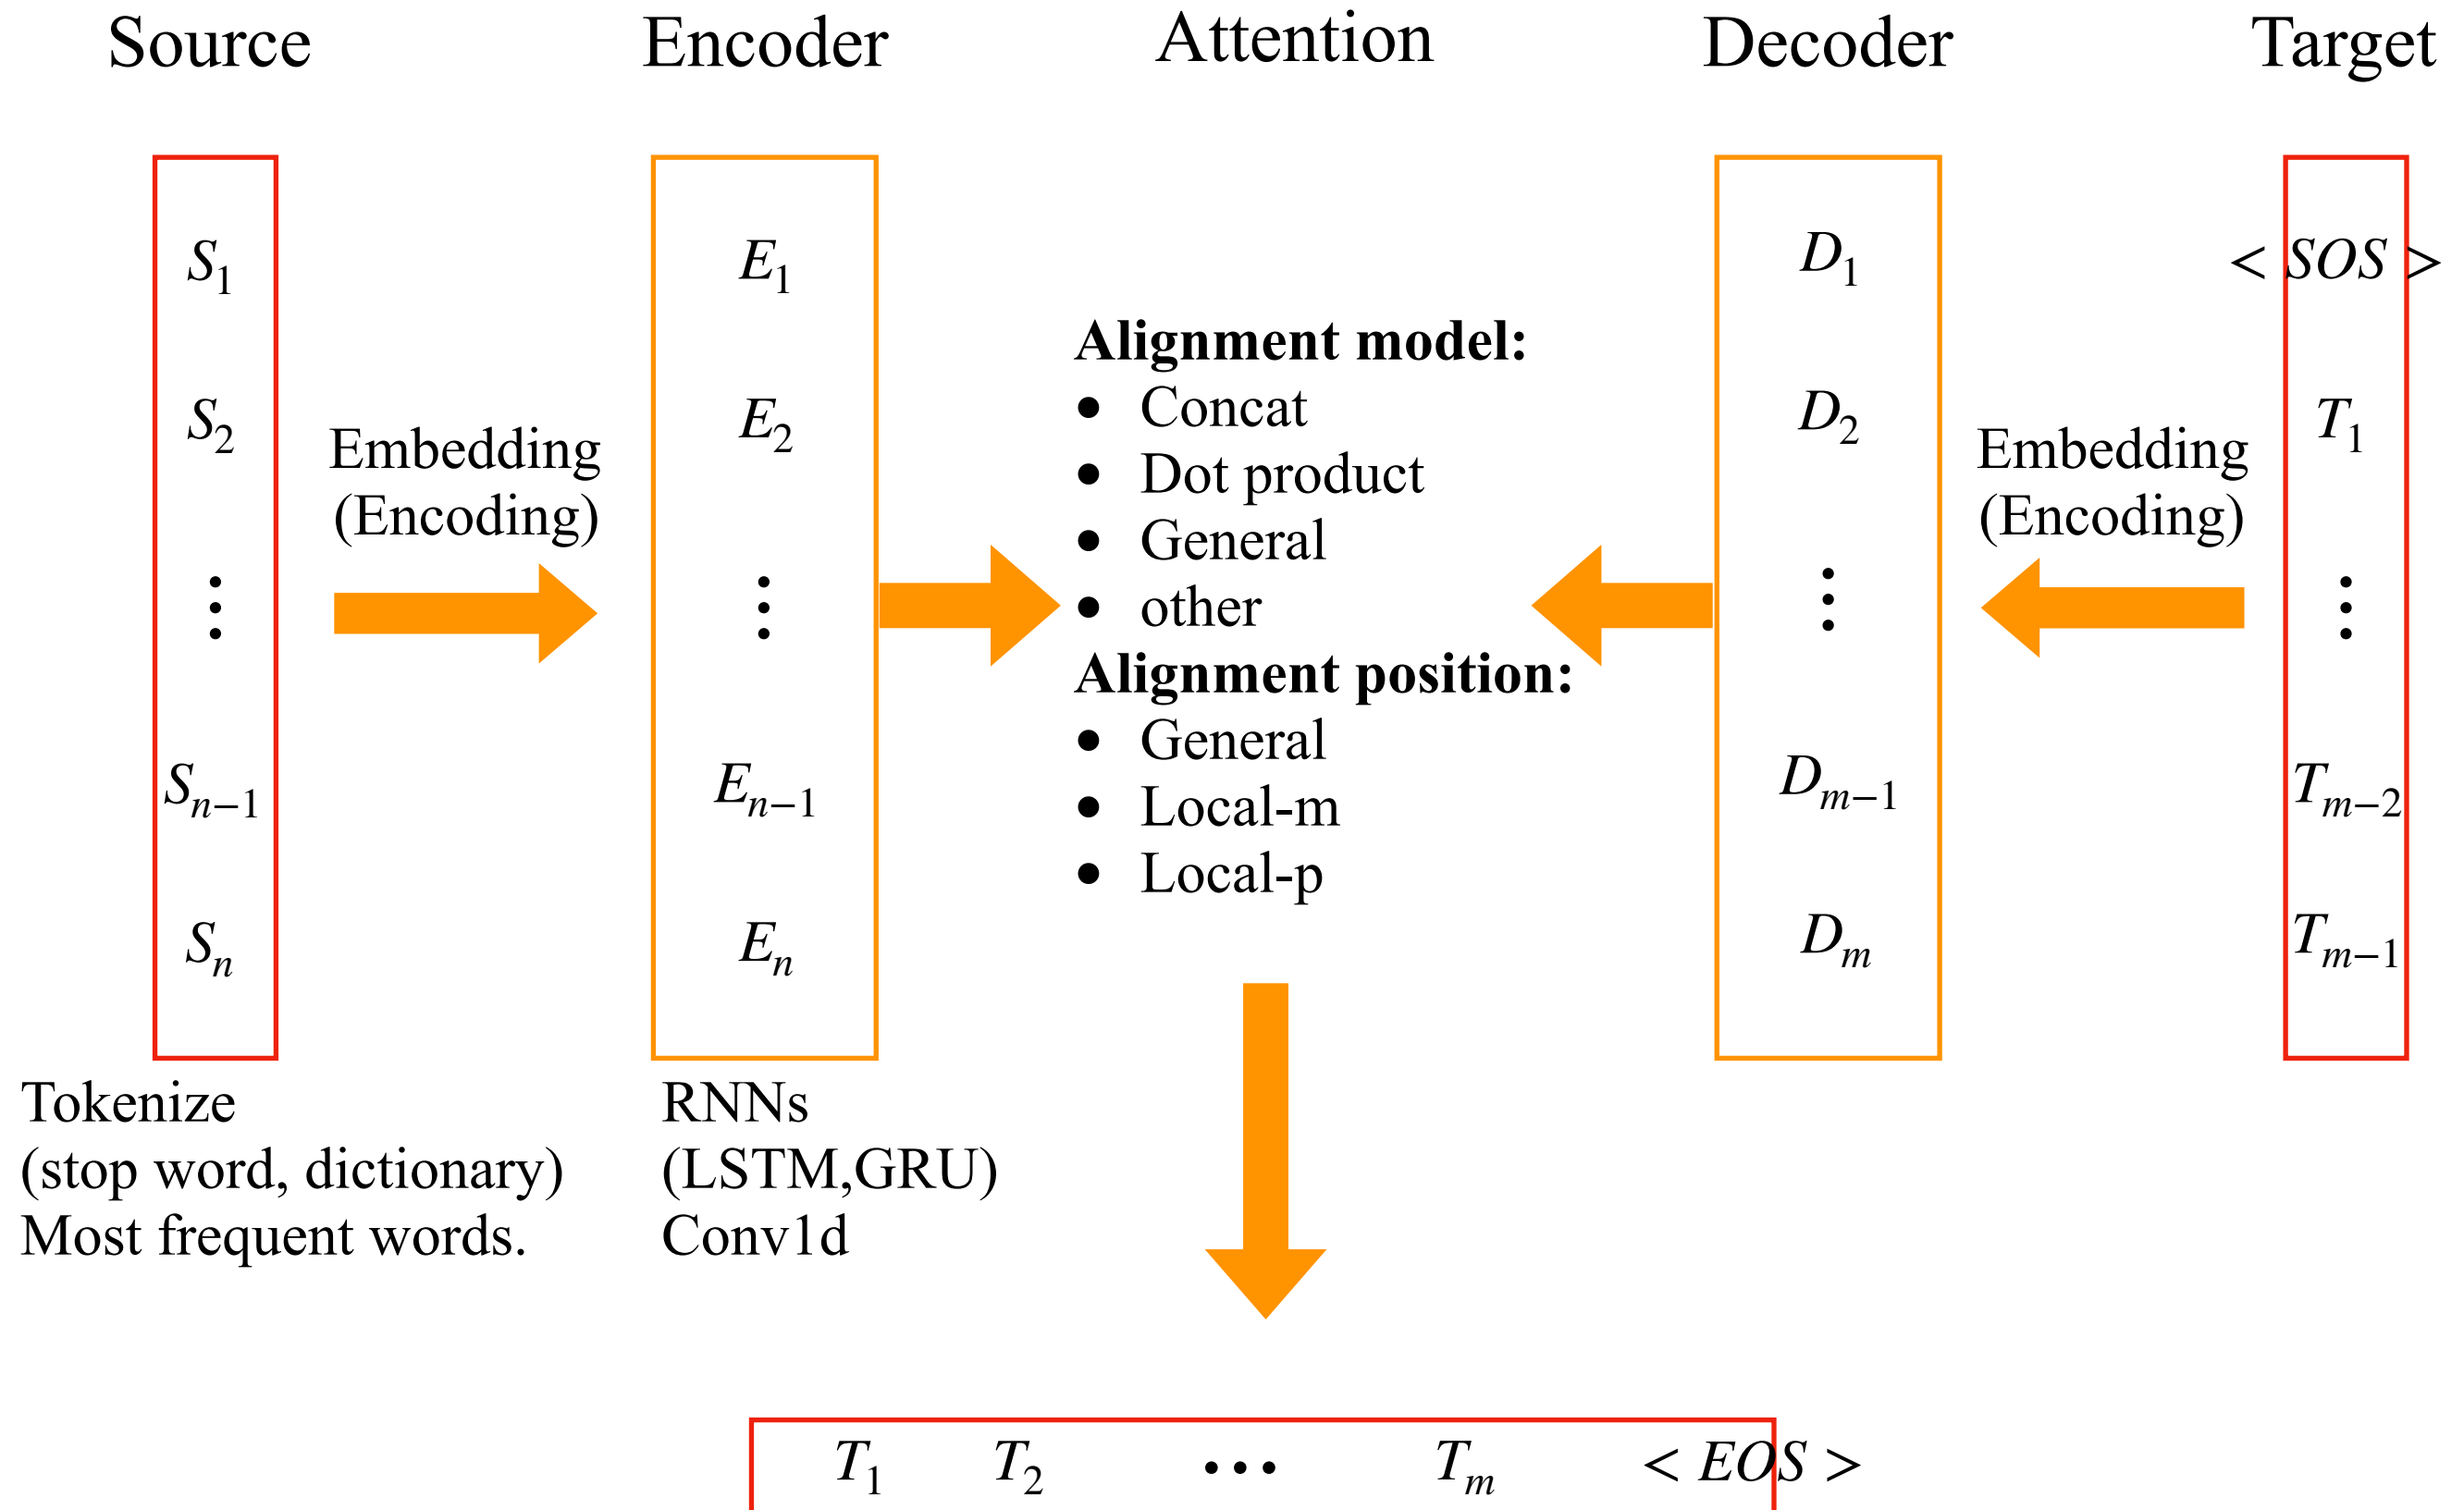 Source
Encoder
Attention
Decoder
Target
S1
S2
⋮
Sn−1
Sn
Tokenize
(stop word, dictionary)
Most frequent words.
Embedding
(Encoding)
E1
E2
⋮
En−1
En
RNNs
(LSTM,GRU)
Conv1d
Alignment model:
• Concat
• Dot product
• General
• other
Alignment position:
• General
• Local-m
• Local-p
D1
D2
⋮
Dm−1
Dm
Embedding
(Encoding)
< SOS >
T1
⋮
Tm−2
Tm−1
T1 T2 ⋯ Tm < EOS >